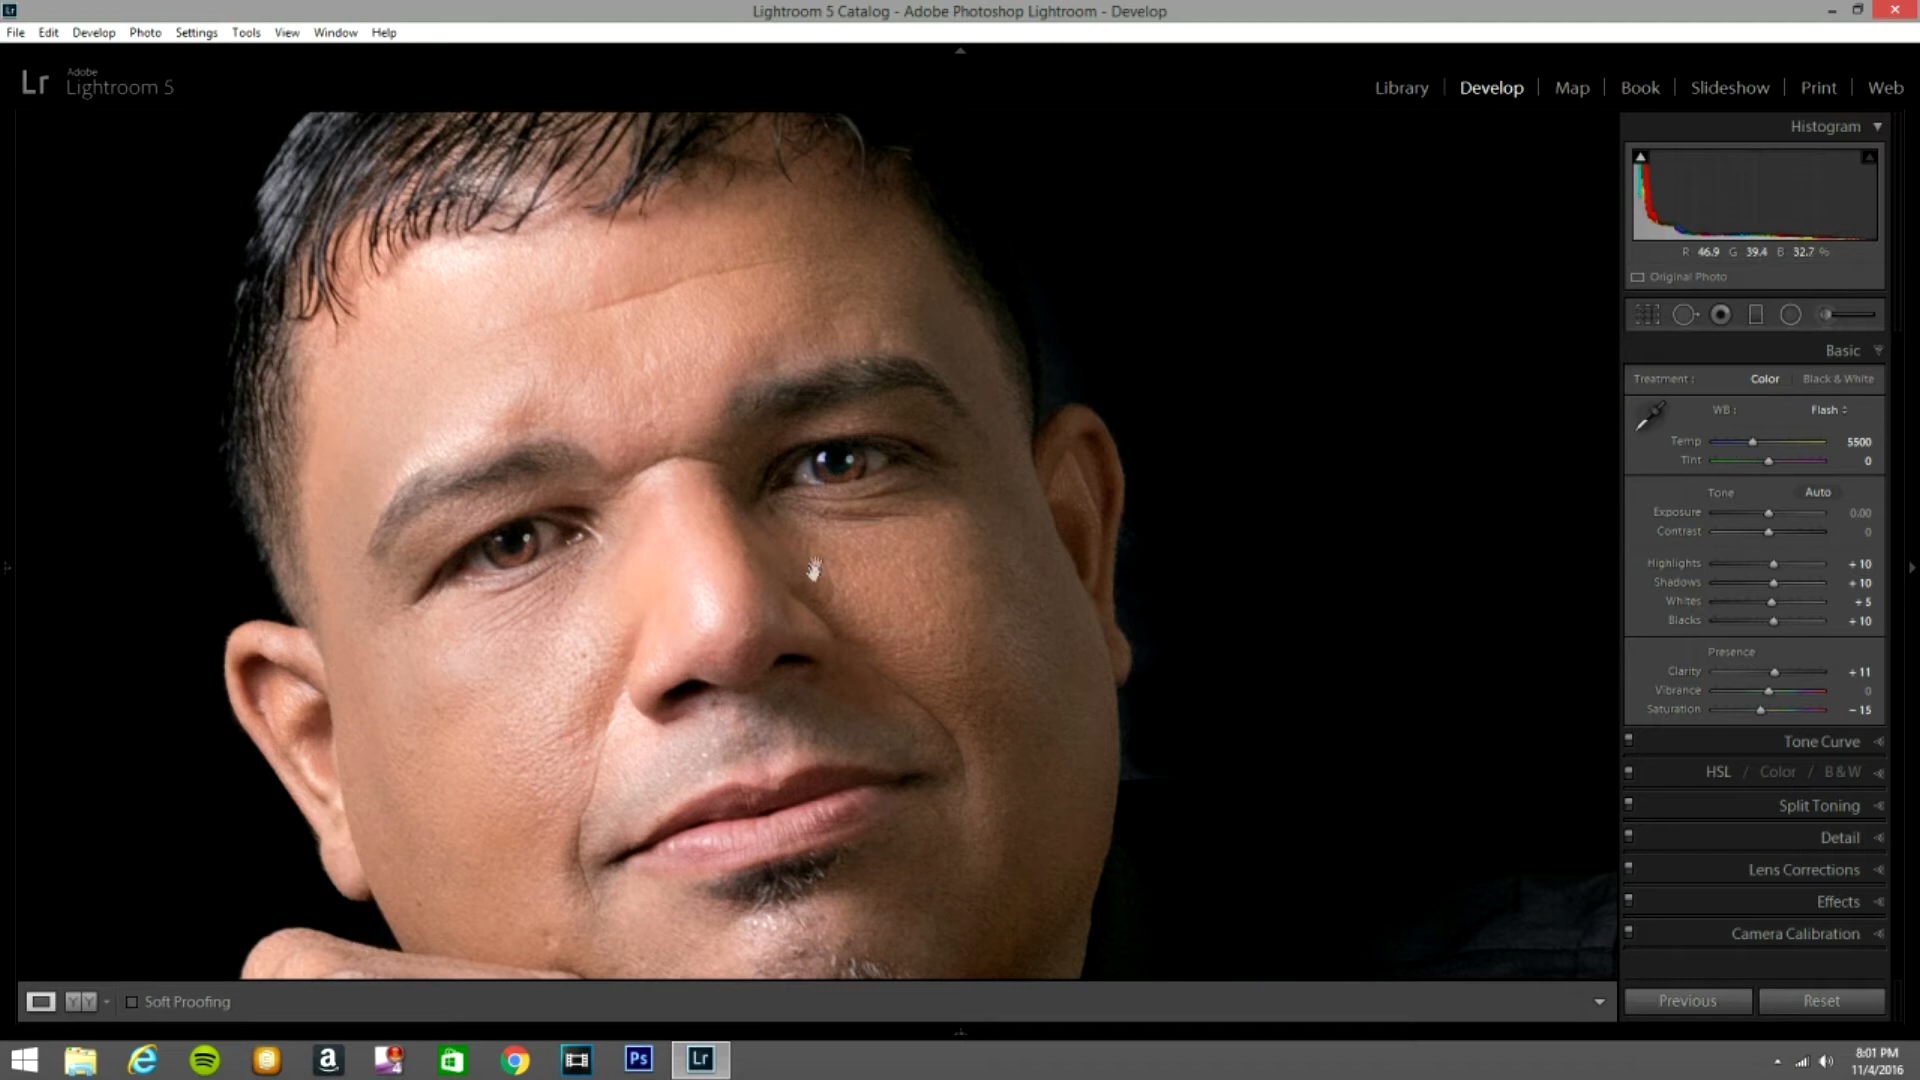 Lr
Lightroom 5 Catalog - Adobe Photoshop Lightroom - Develop
File Edit Develop Photo Settings Tools View Window Help
Lr Adobe
Lightroom 5
Library Develop Map Book Slideshow Print Web
Histogram
R 46.9 G 39.4 B 32.7 %
Original Photo
Basic
Treatment : Color Black & White
WB : Flash
Temp 5500
Tint 0
Tone Auto
Exposure 0.00
Contrast 0
Highlights + 10
Shadows + 10
Whites + 5
Blacks + 10
Presence
Clarity + 11
Vibrance 0
Saturation – 15
Tone Curve
HSL / Color / B & W
Split Toning
Detail
Lens Corrections
Effects
Camera Calibration
Y Y Soft Proofing
Previous Reset
a 4 Ps Lr
8:01 PM
11/4/2016